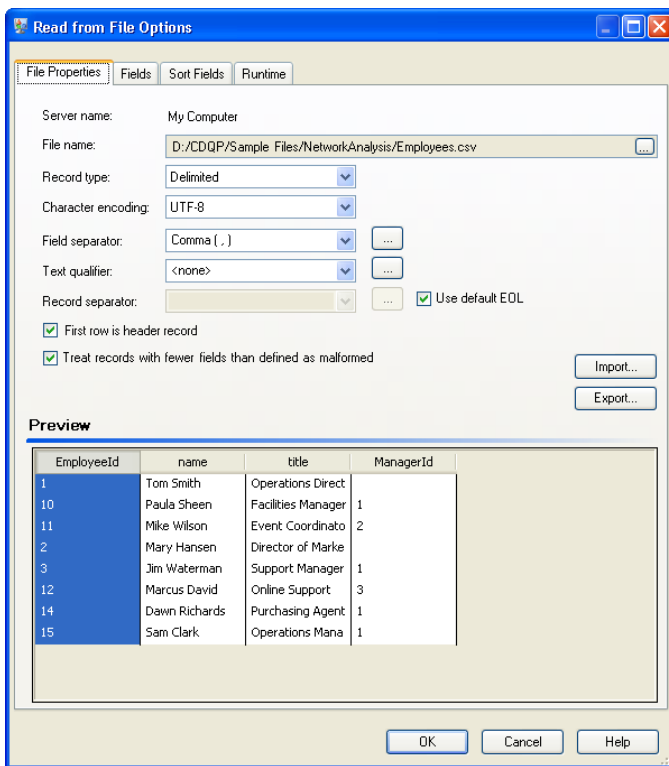 Read from File Options
File Properties Fields Sort Fields Runtime
Server name: My Computer
File name: D:/CDQP/Sample Files/NetworkAnalysis/Employees.csv ...
Record type: Delimited
Character encoding: UTF-8
Field separator: Comma ( , ) ...
Text qualifier: <none> ...
Record separator: ... Use default EOL
First row is header record
Treat records with fewer fields than defined as malformed
Import...
Export...
Preview
EmployeeId name title ManagerId
1 Tom Smith Operations Direct
10 Paula Sheen Facilities Manager 1
11 Mike Wilson Event Coordinato 2
2 Mary Hansen Director of Marke
3 Jim Waterman Support Manager 1
12 Marcus David Online Support 3
14 Dawn Richards Purchasing Agent 1
15 Sam Clark Operations Mana 1
OK Cancel Help